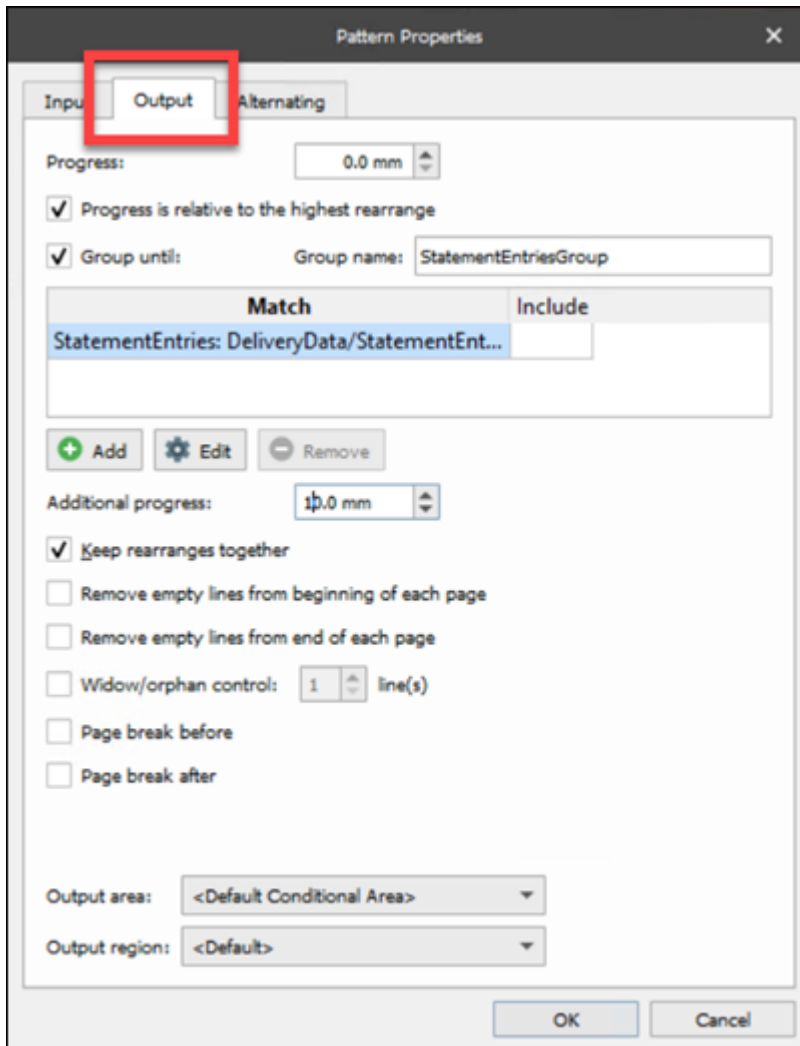 Pattern Properties
Inpu Output Alternating
Progress: 0.0 mm
Progress is relative to the highest rearrange
Group until: Group name: StatementEntriesGroup
Match Include
StatementEntries: DeliveryData/StatementEnt...
Add Edit Remove
Additional progress: 10.0 mm
Keep rearranges together
Remove empty lines from beginning of each page
Remove empty lines from end of each page
Widow/orphan control: 1 line(s)
Page break before
Page break after
Output area: <Default Conditional Area>
Output region: <Default>
OK Cancel